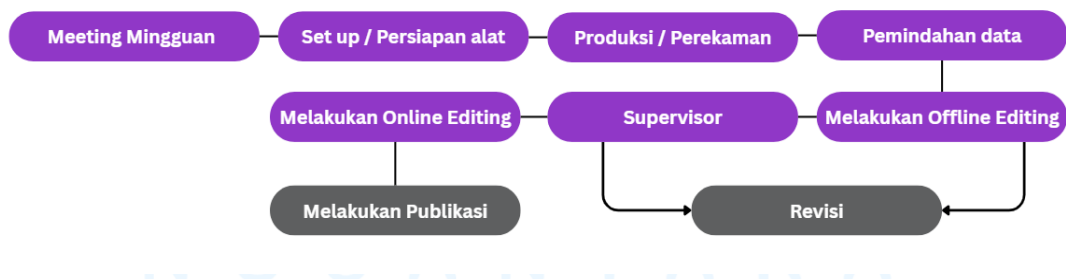 Meeting Mingguan
Set up / Persiapan alat
Produksi / Perekaman
Pemindahan data
Melakukan Online Editing
Supervisor
Melakukan Offline Editing
Melakukan Publikasi
Revisi